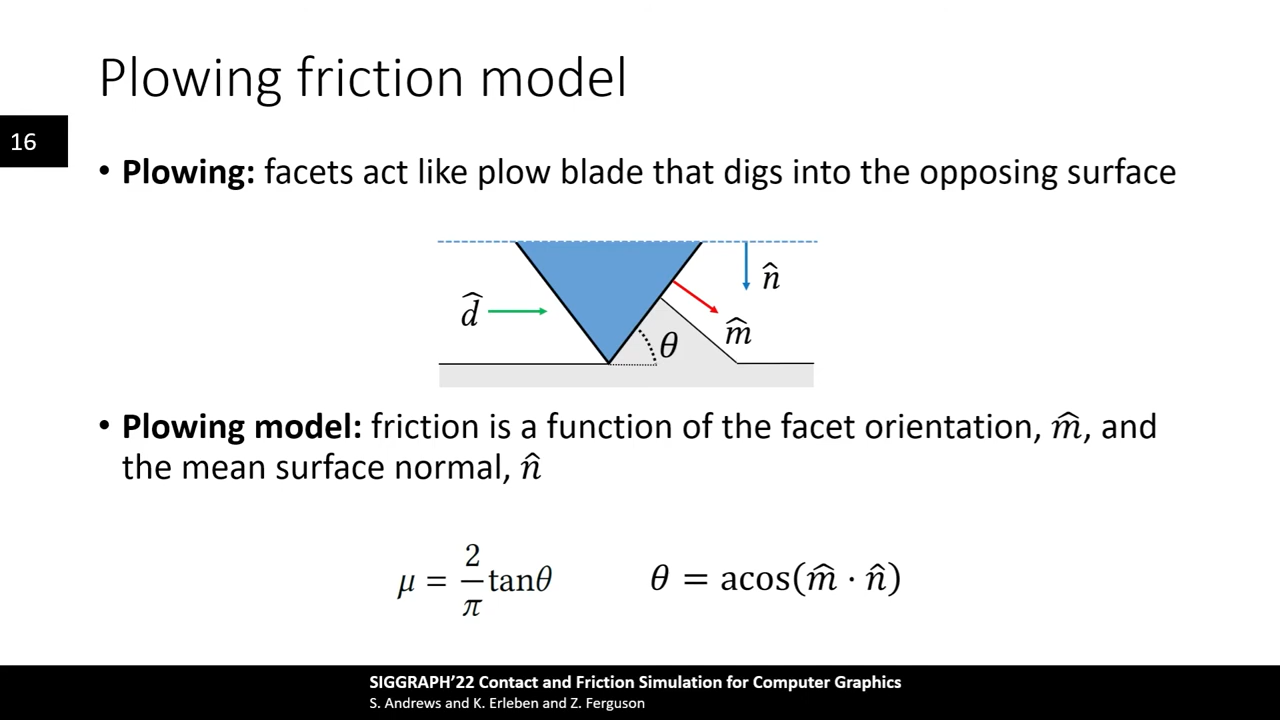 Plowing friction model
16
• Plowing: facets act like plow blade that digs into the opposing surface
n̂
d̂
m̂
θ
• Plowing model: friction is a function of the facet orientation, m̂, and
the mean surface normal, n̂
μ = 2/π tanθ
θ = acos(m̂ · n̂)
SIGGRAPH’22 Contact and Friction Simulation for Computer Graphics
S. Andrews and K. Erleben and Z. Ferguson